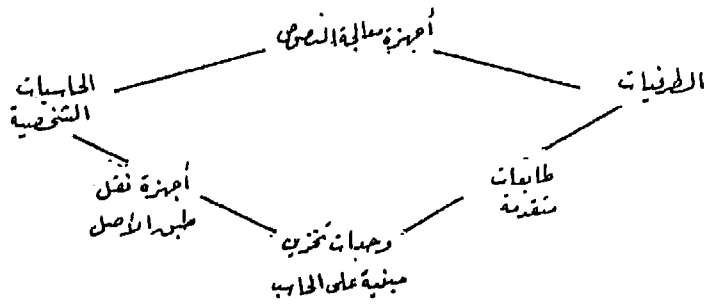 أجهزة معالجة النصوص
الطرفيات
الحاسبات
الشخصية
طابعات
متقدمة
أجهزة نقل
طبق الأصل
وحدات تخزين
مبنية على الحاسب